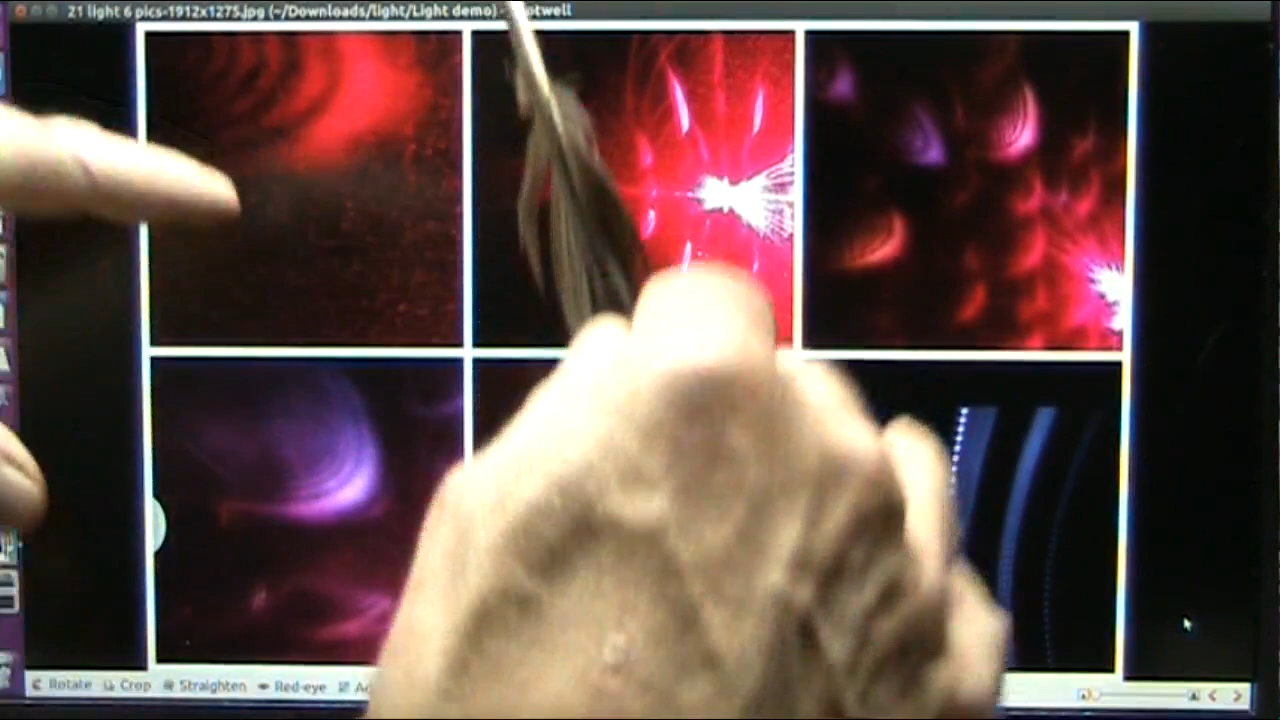 21 light 6 pics-1912x1275.jpg (~/Downloads/light/Light demo) -
Rotate Crop Straighten Red-eye